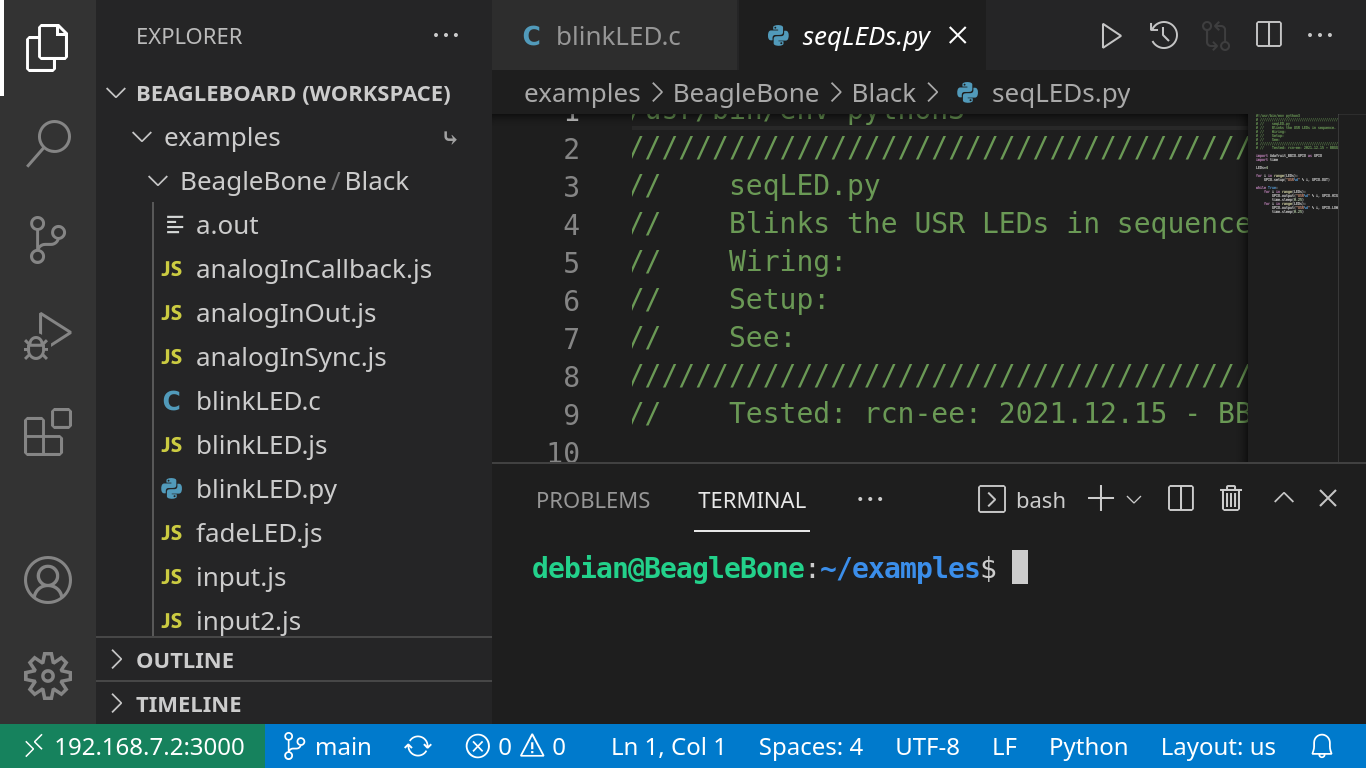 EXPLORER
BEAGLEBOARD (WORKSPACE)
examples
BeagleBone / Black
a.out
JS analogInCallback.js
JS analogInOut.js
JS analogInSync.js
C blinkLED.c
JS blinkLED.js
blinkLED.py
JS fadeLED.js
JS input.js
JS input2.js
OUTLINE
TIMELINE
C blinkLED.c
seqLEDs.py
examples > BeagleBone > Black > seqLEDs.py
1 /usr/bin/env python3
2 //////////////////////////////////////
3 // seqLED.py
4 // Blinks the USR LEDs in sequence
5 // Wiring:
6 // Setup:
7 // See:
8 //////////////////////////////////////
9 // Tested: rcn-ee: 2021.12.15 - BB
10
PROBLEMS
TERMINAL
bash
debian@BeagleBone:~/examples$
192.168.7.2:3000
main
0
0
Ln 1, Col 1
Spaces: 4
UTF-8
LF
Python
Layout: us